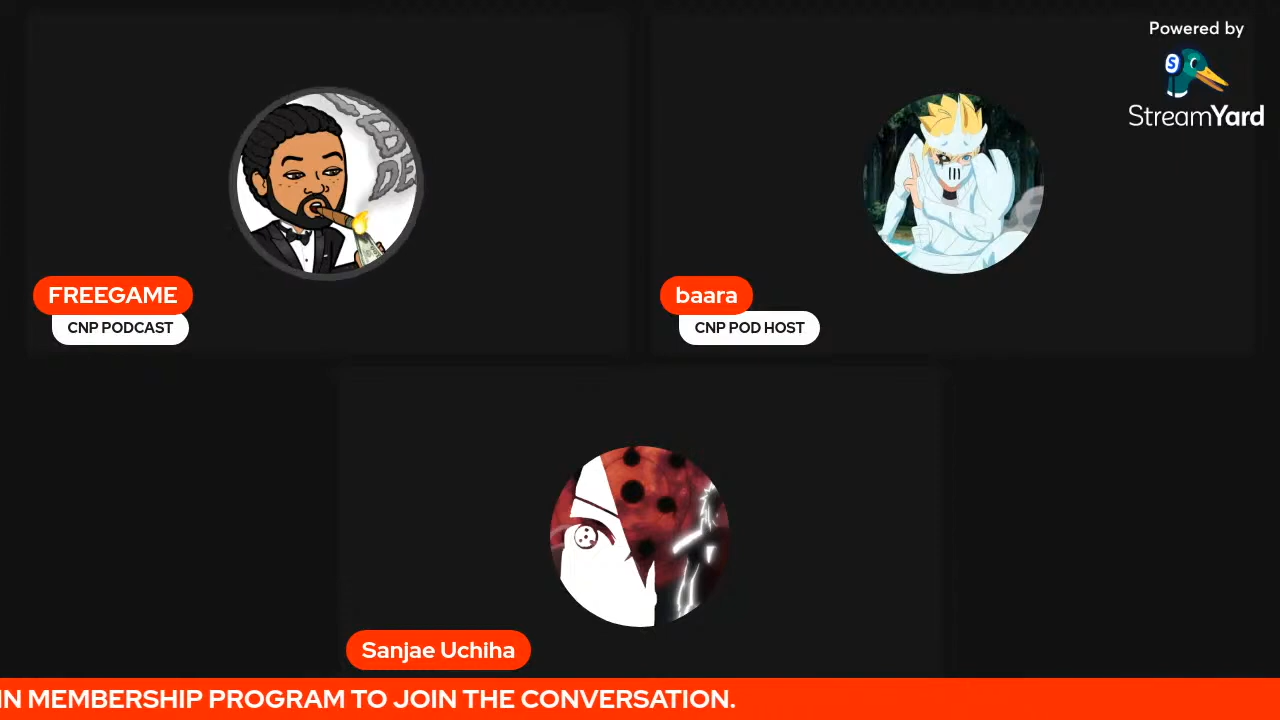 Powered by
StreamYard
FREEGAME
CNP PODCAST
baara
CNP POD HOST
Sanjae Uchiha
IN MEMBERSHIP PROGRAM TO JOIN THE CONVERSATION.